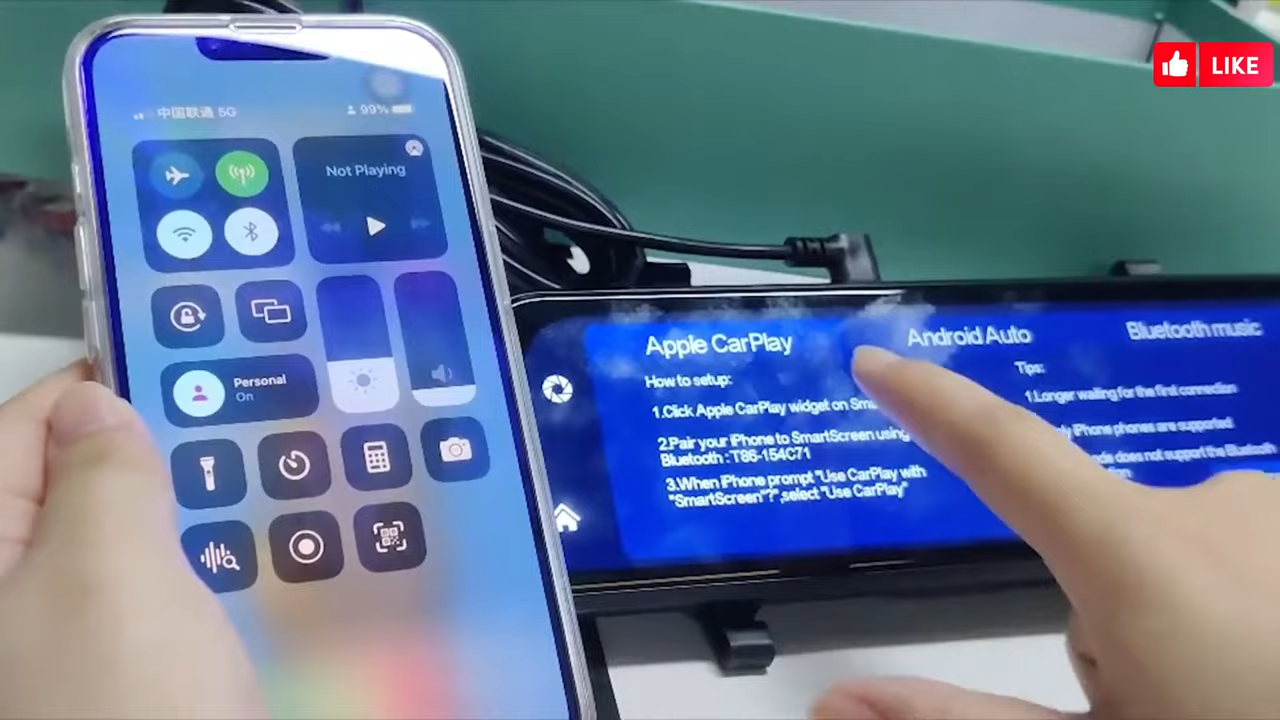 LIKE
中国联通 5G
99%
Not Playing
Personal
On
Apple CarPlay
Android Auto
Bluetooth music
How to setup:
1.Click Apple CarPlay widget on
2.Pair your iPhone to SmartScreen using
Bluetooth : T86-154C71
3.When iPhone prompt "Use CarPlay with
"SmartScreen"?",select "Use CarPlay"
Tips:
1.Longer waiting for the first connection
iPhone phones are supported
does not support the Bluetooth